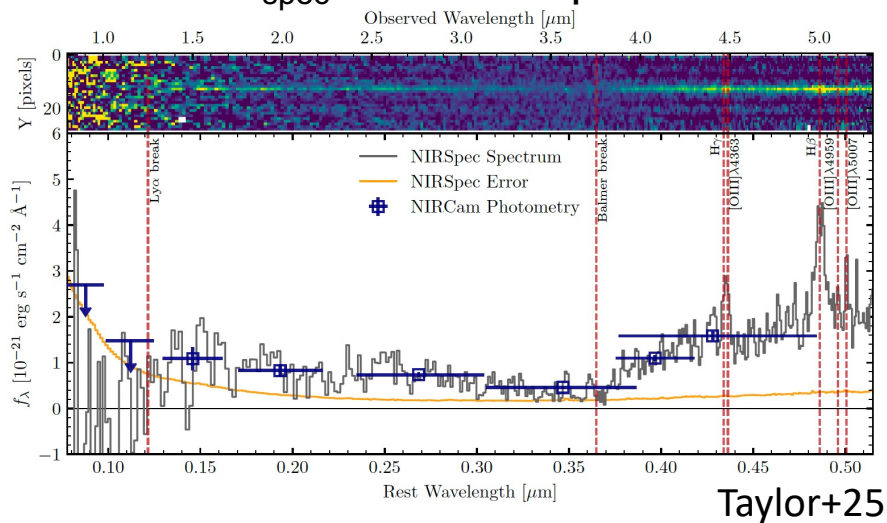 spec
Observed Wavelength [μm]
1.0 1.5 2.0 2.5 3.0 3.5 4.0 4.5 5.0
Y [pixels]
0
20
Lyα break
Balmer break
Hγ
[OIII]λ4363
Hβ
[OIII]λ4959
[OIII]λ5007
NIRSpec Spectrum
NIRSpec Error
NIRCam Photometry
fλ [10⁻²¹ erg s⁻¹ cm⁻² Å⁻¹]
6
5
4
3
2
1
0
−1
0.10 0.15 0.20 0.25 0.30 0.35 0.40 0.45 0.50
Rest Wavelength [μm]
Taylor+25